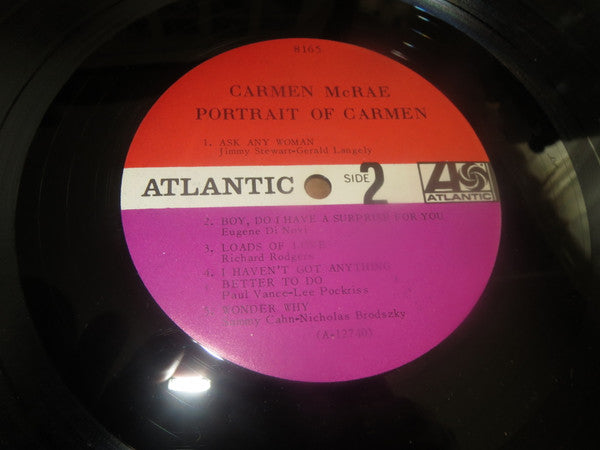 8165
CARMEN McRAE
PORTRAIT OF CARMEN
1. ASK ANY WOMAN
Jimmy Stewart-Gerald Langely
ATLANTIC SIDE 2
ATLANTIC
2. BOY, DO I HAVE A SURPRISE FOR YOU
Eugene Di Novi
3. LOADS OF LOVE
Richard Rodgers
4. I HAVEN'T GOT ANYTHING
BETTER TO DO
Paul Vance-Lee Pockriss
5. WONDER WHY
Sammy Cahn-Nicholas Brodszky
(A-12740)